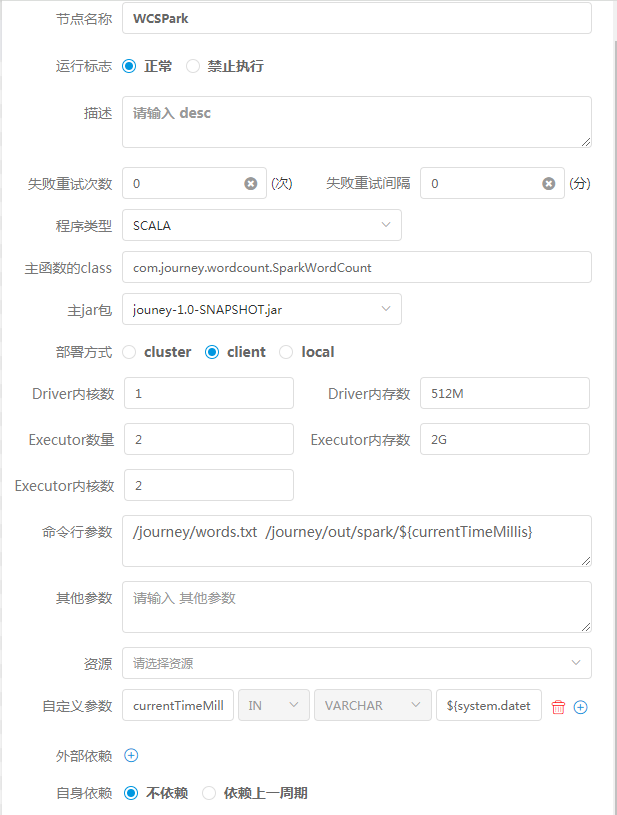 节点名称 WCSPark
运行标志 正常 禁止执行
描述 请输入 desc
失败重试次数 0 (次) 失败重试间隔 0 (分)
程序类型 SCALA
主函数的class com.journey.wordcount.SparkWordCount
主jar包 jouney-1.0-SNAPSHOT.jar
部署方式 cluster client local
Driver内核数 1 Driver内存数 512M
Executor数量 2 Executor内存数 2G
Executor内核数 2
命令行参数 /journey/words.txt /journey/out/spark/${currentTimeMillis}
其他参数 请输入 其他参数
资源 请选择资源
自定义参数 currentTimeMill IN VARCHAR ${system.datet
外部依赖
自身依赖 不依赖 依赖上一周期